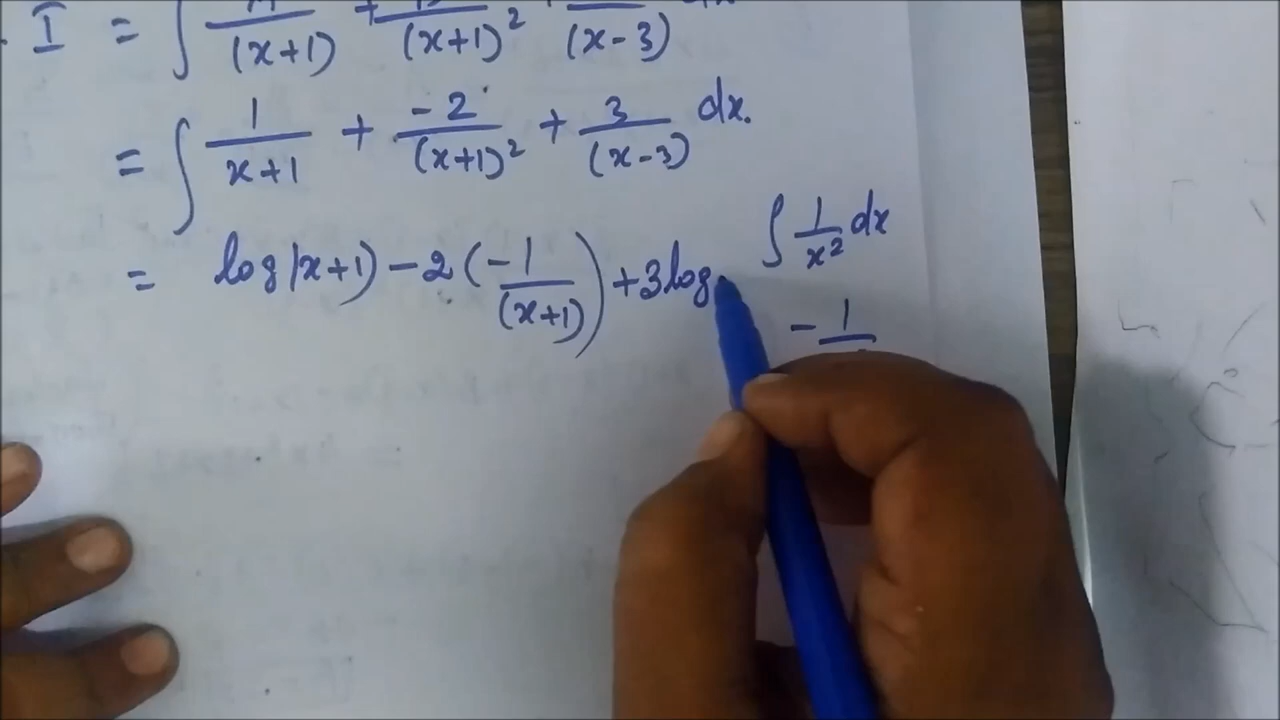 I = ∫ A/(x+1) + B/(x+1)² + /(x-3) dx
= ∫ 1/x+1 + -2/(x+1)² + 3/(x-3) dx.
= log|x+1) - 2(-1/(x+1)) + 3log
∫ 1/x² dx
- 1/